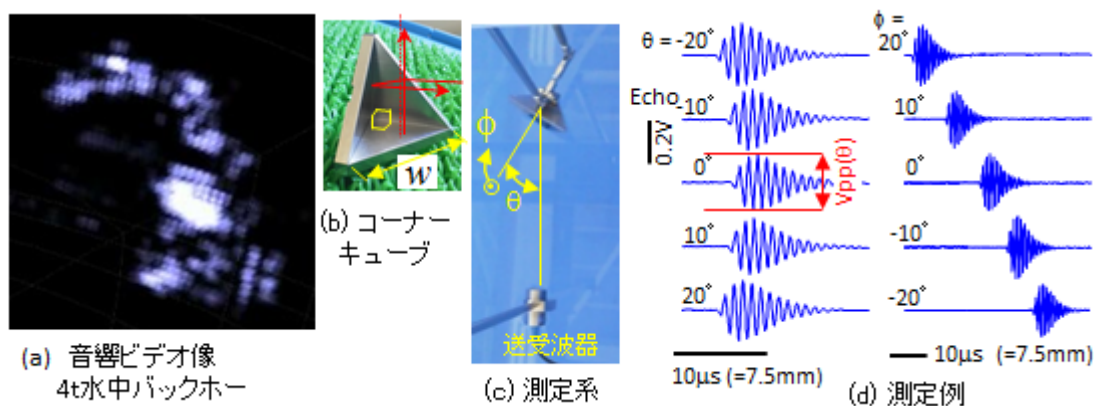 (a) 音響ビデオ像
4t水中バックホー
w
(b) コーナー
キューブ
ϕ
θ
送受波器
(c) 測定系
θ = -20°
-10°
0°
10°
20°
Echo
0.2V
Vpp(θ)
10μs (=7.5mm)
ϕ =
20°
10°
0°
-10°
-20°
10μs (=7.5mm)
(d) 測定例